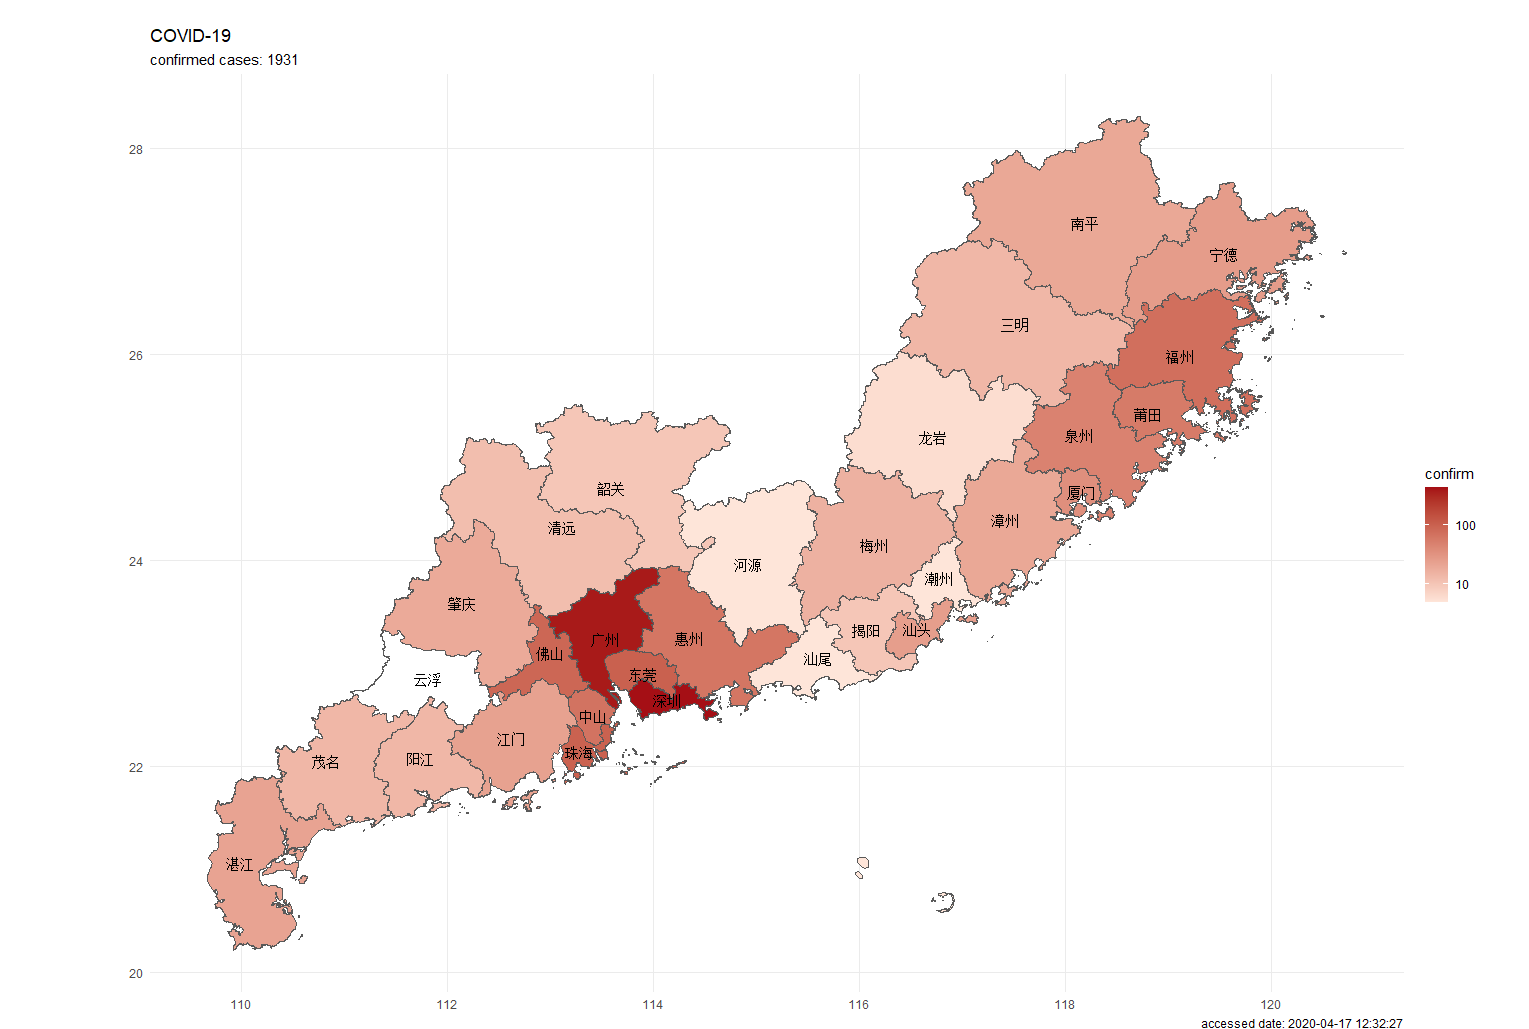 COVID-19
confirmed cases: 1931
28
南平
宁德
三明
26
福州
莆田
龙岩
泉州
confirm
韶关
厦门
漳州
清远
100
梅州
24
河源
潮州
10
肇庆
揭阳
汕头
广州
惠州
佛山
汕尾
东莞
云浮
深圳
中山
江门
珠海
阳江
茂名
22
湛江
20
110
112
114
116
118
120
accessed date: 2020-04-17 12:32:27